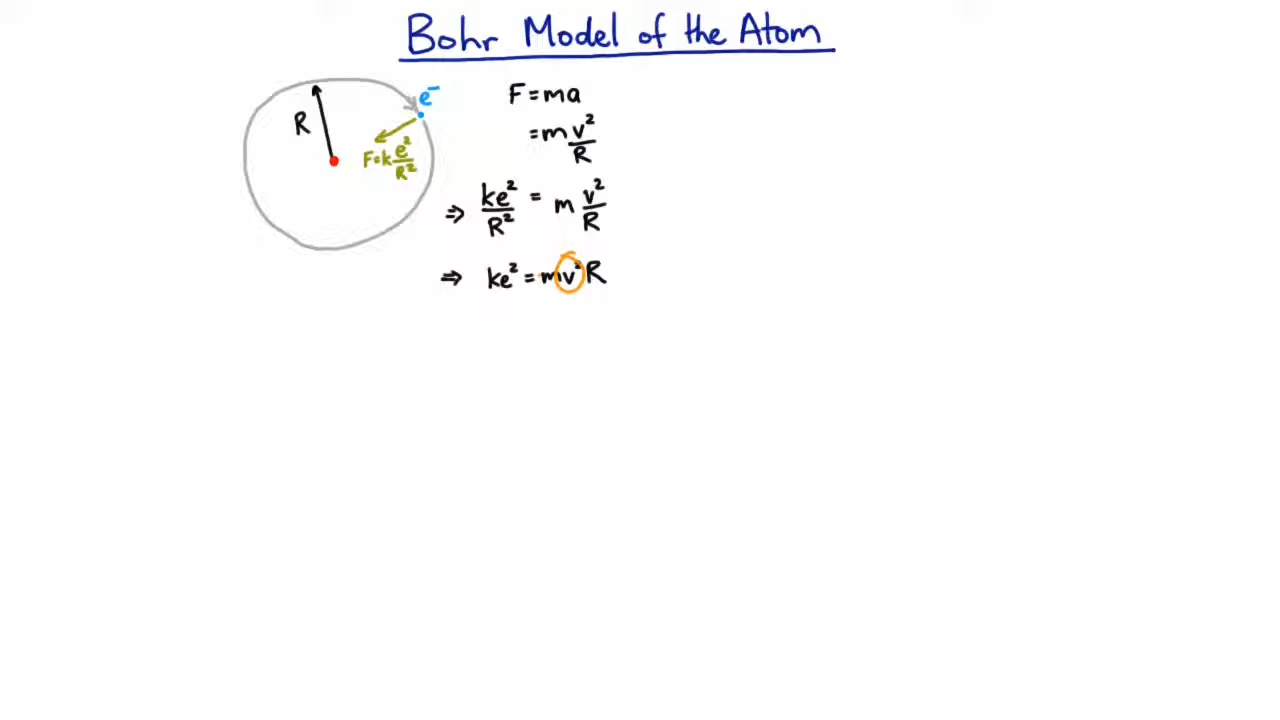 Bohr Model of the Atom
R
e⁻
F=k e²/R²
F=ma
=m v²/R
⇒ ke²/R² = m v²/R
⇒ ke² = mv²R